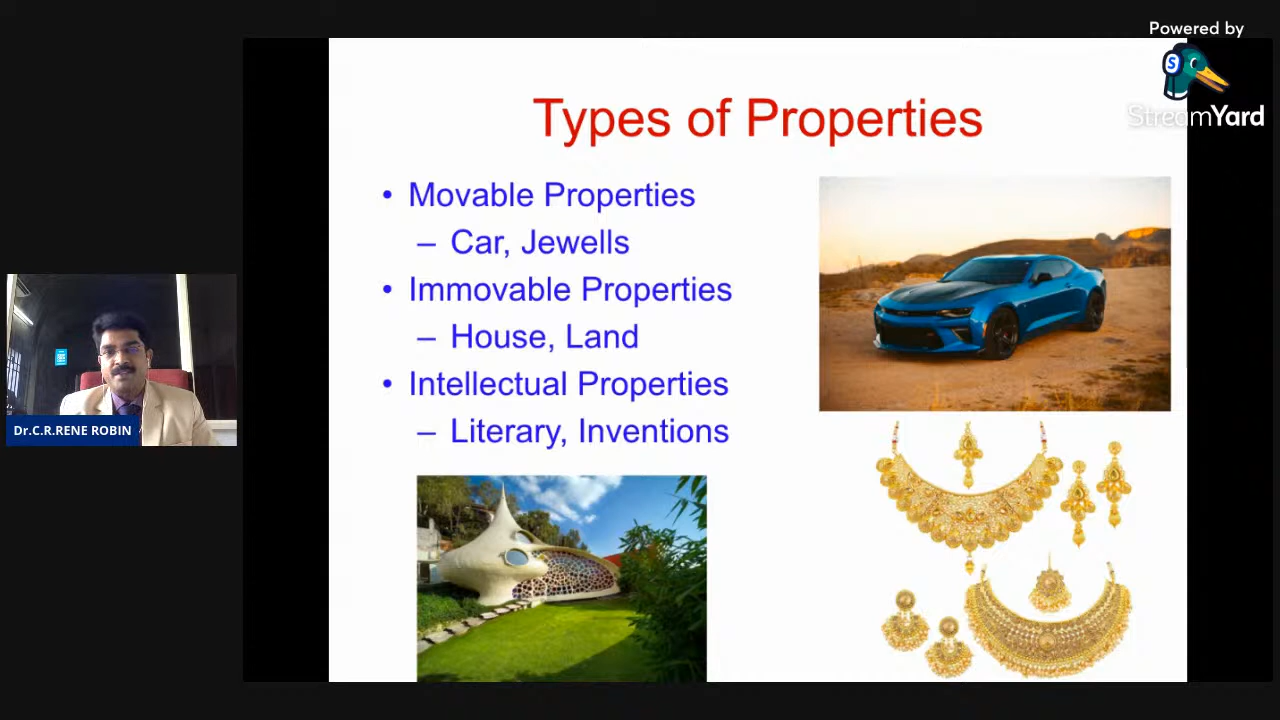 Powered by
StreamYard
Types of Properties
• Movable Properties
– Car, Jewells
• Immovable Properties
– House, Land
• Intellectual Properties
– Literary, Inventions
Dr.C.R.RENE ROBIN